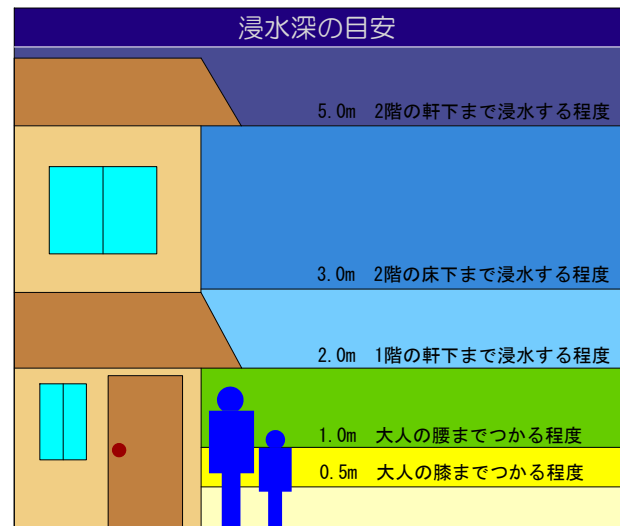 浸水深の目安
5.0m 2階の軒下まで浸水する程度
3.0m 2階の床下まで浸水する程度
2.0m 1階の軒下まで浸水する程度
1.0m 大人の腰までつかる程度
0.5m 大人の膝までつかる程度